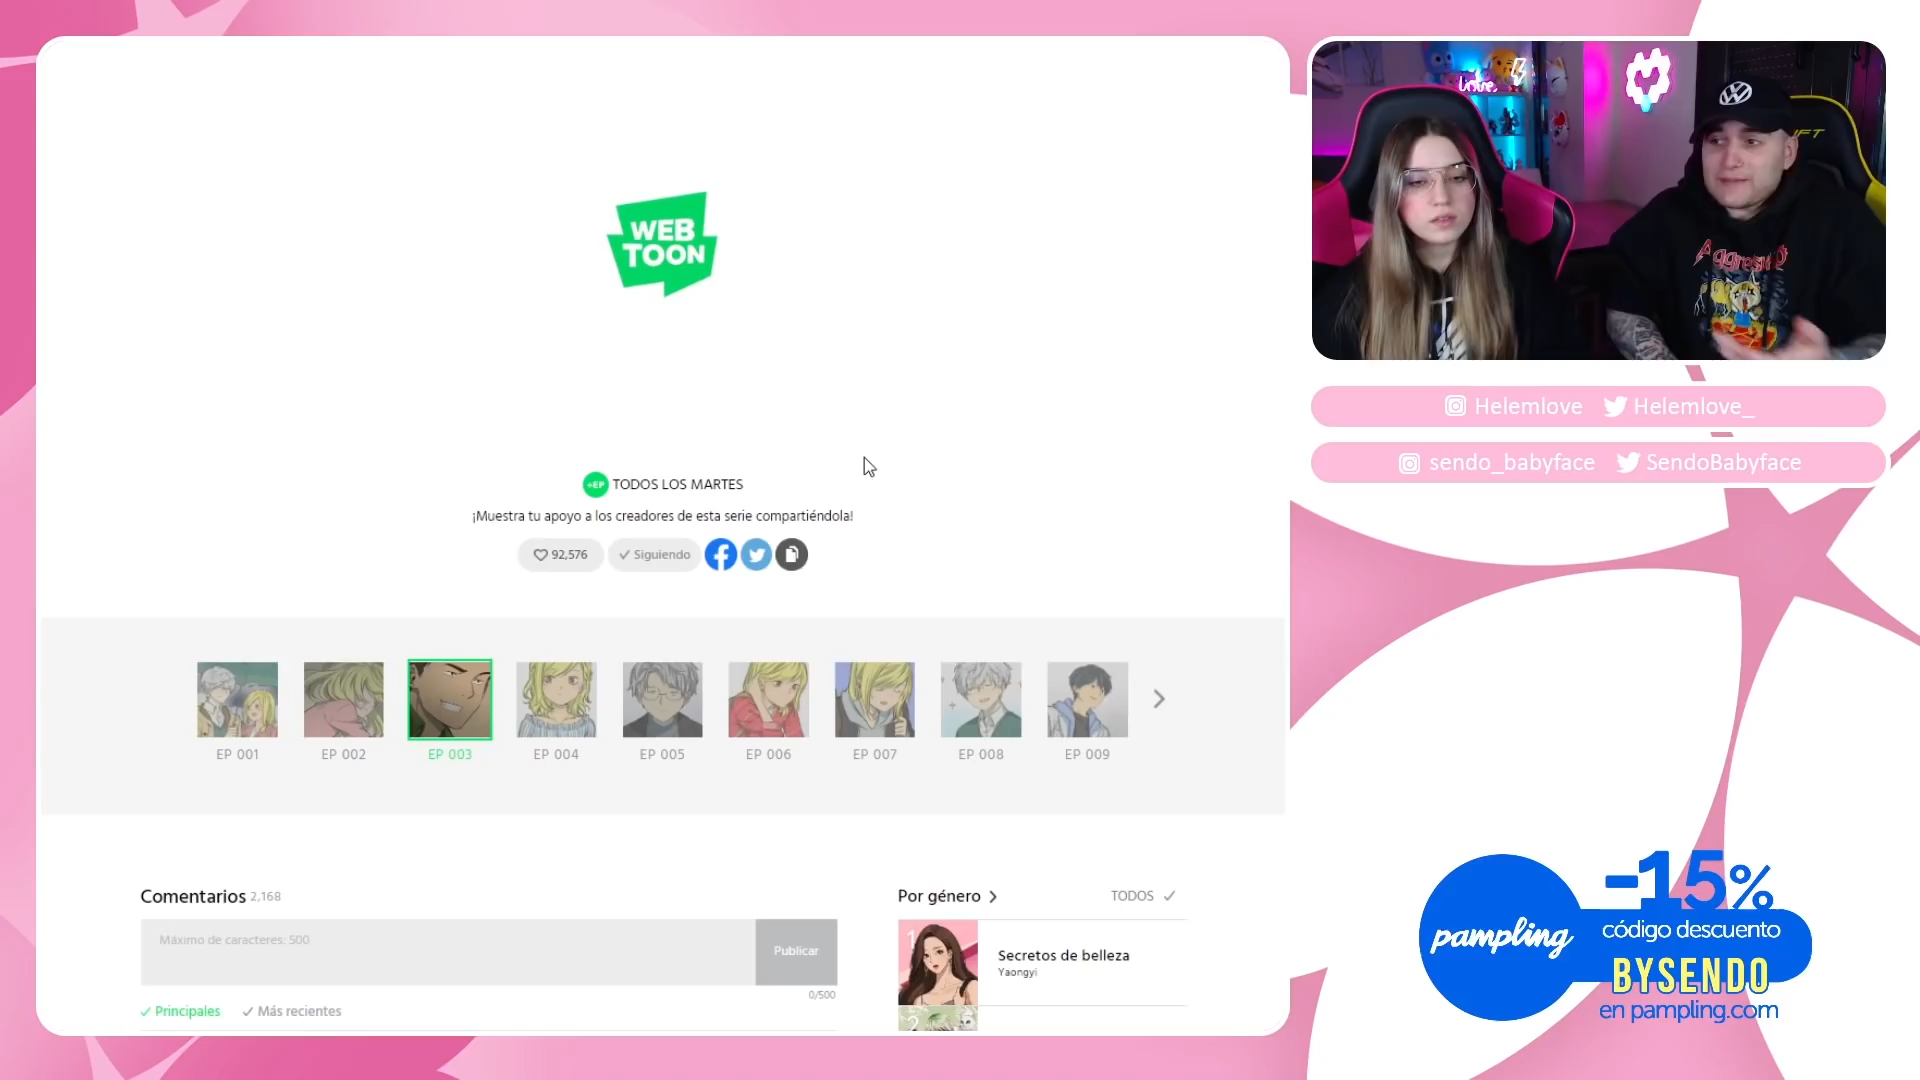 WEB
TOON
+EP TODOS LOS MARTES
¡Muestra tu apoyo a los creadores de esta serie compartiéndola!
92,576
Siguiendo
EP 001
EP 002
EP 003
EP 004
EP 005
EP 006
EP 007
EP 008
EP 009
Comentarios 2,168
Máximo de caracteres: 500
Publicar
0/500
Principales
Más recientes
Por género
TODOS
1
Secretos de belleza
Yaongyi
2
Helemlove Helemlove_
sendo_babyface SendoBabyface
pampling
-15%
código descuento
BYSENDO
en pampling.com